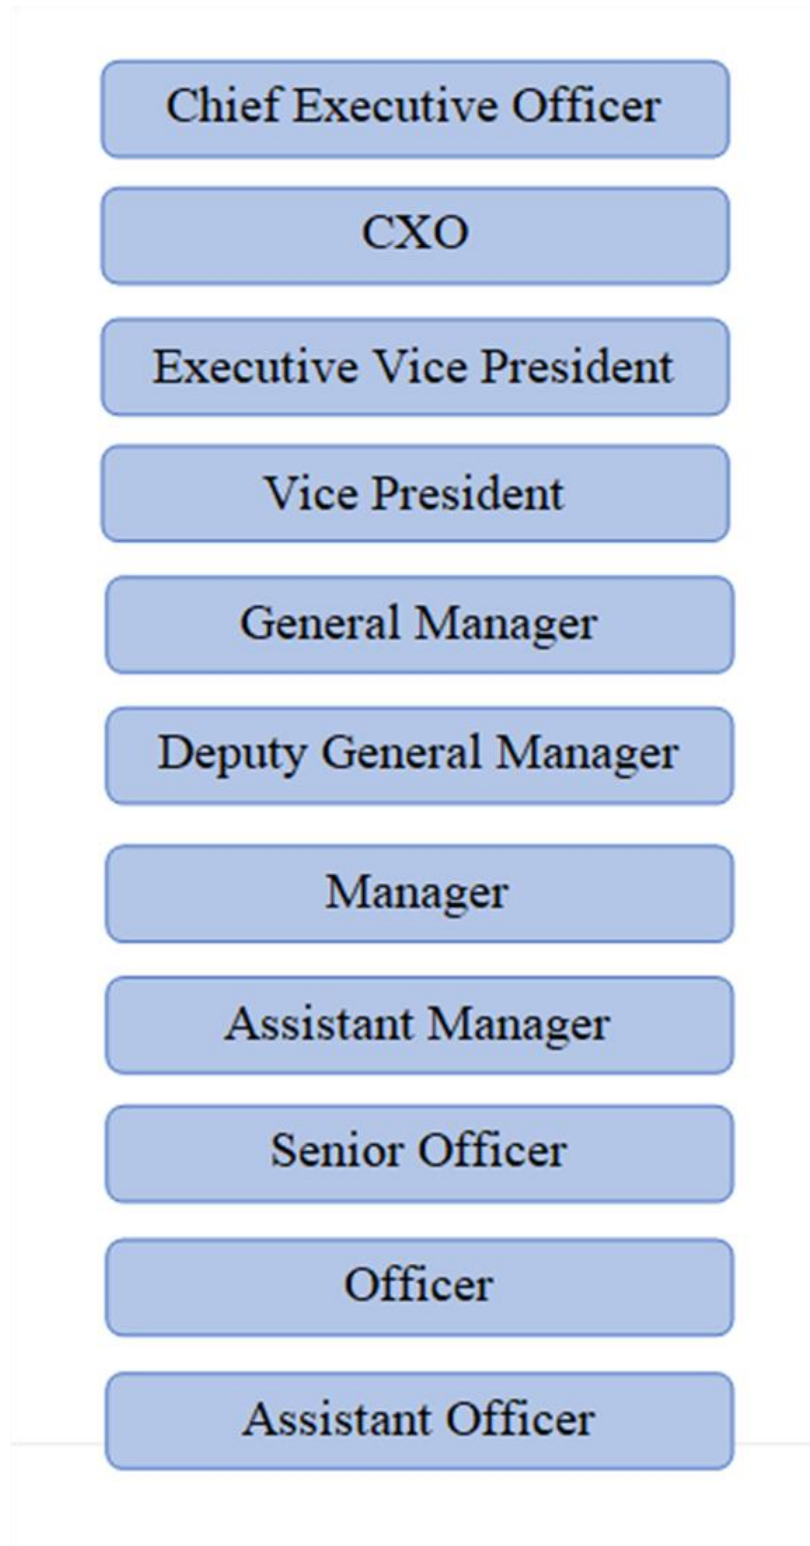 Chief Executive Officer
CXO
Executive Vice President
Vice President
General Manager
Deputy General Manager
Manager
Assistant Manager
Senior Officer
Officer
Assistant Officer